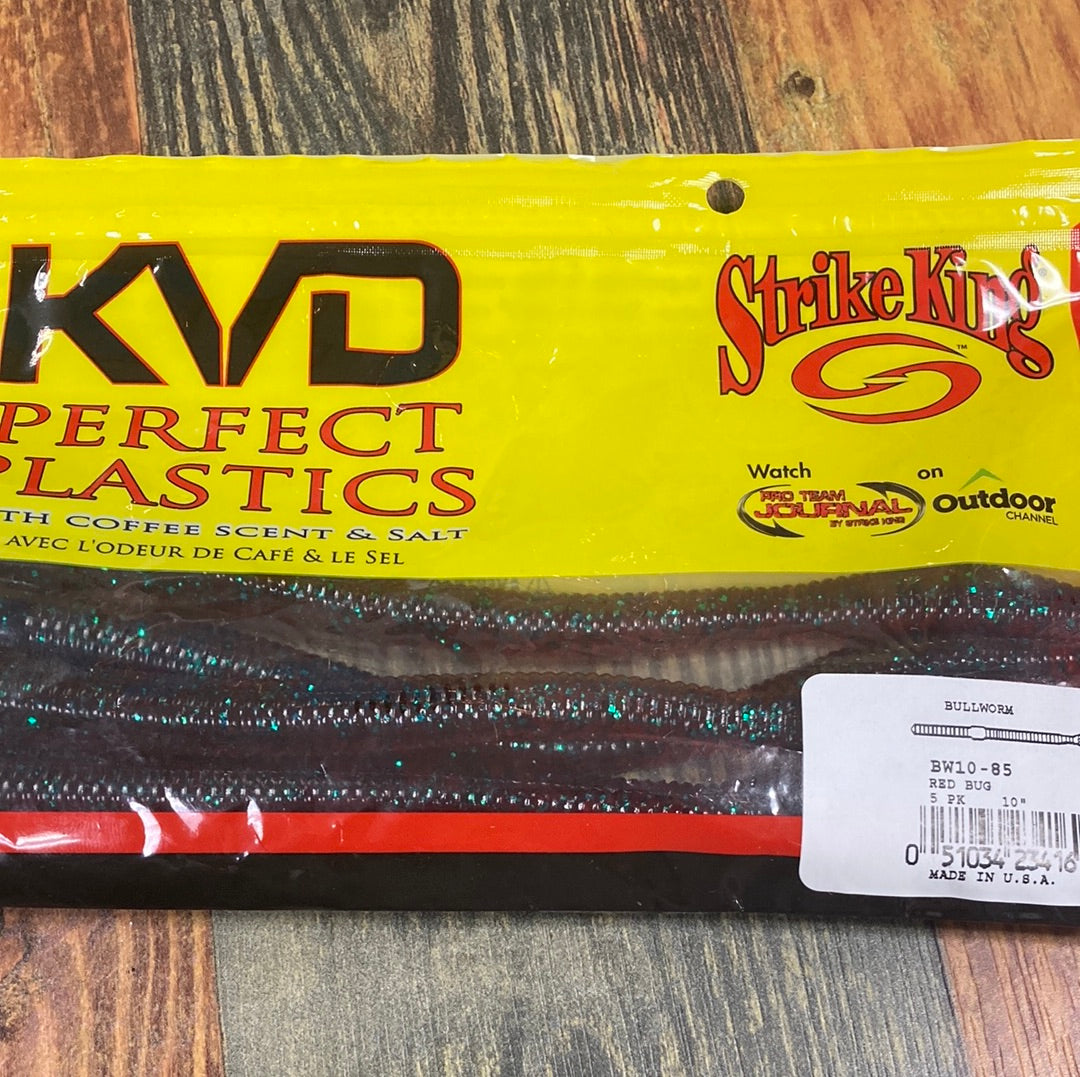 KVD
PERFECT
PLASTICS
TH COFFEE SCENT & SALT
AVEC L'ODEUR DE CAFÉ & LE SEL
Strike King®
™
Watch PRO TEAM JOURNAL BY STRIKE KING on Outdoor CHANNEL
BULLWORM
BW10-85
RED BUG
5 PK 10"
0 51034 23416
MADE IN U.S.A.